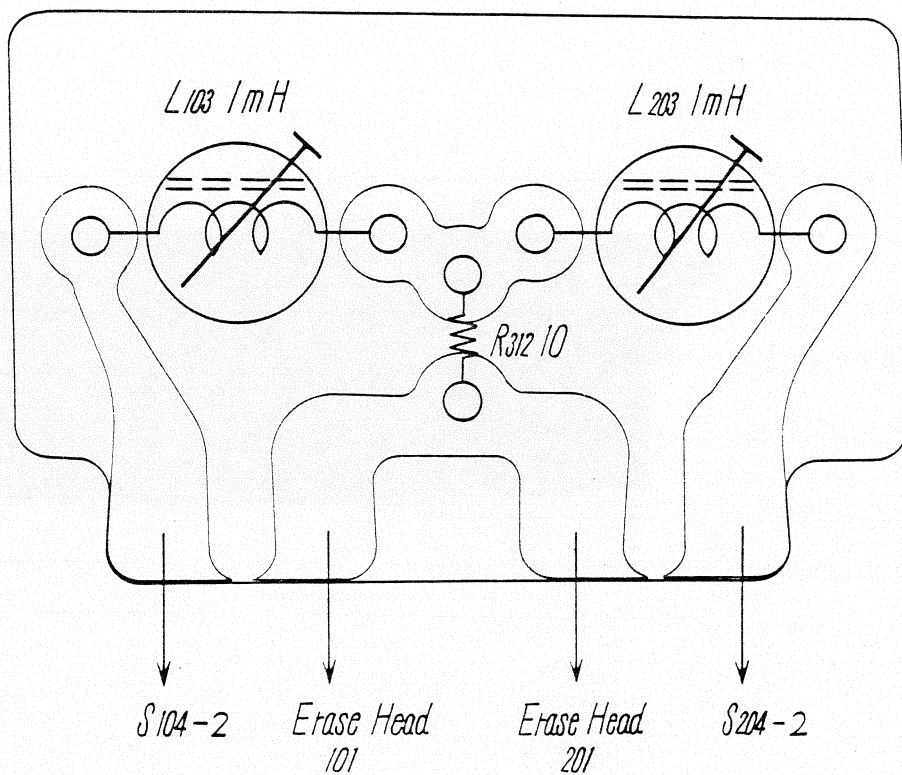 L103 1mH
L203 1mH
R312 10
S104-2
Erase Head
101
Erase Head
201
S204-2